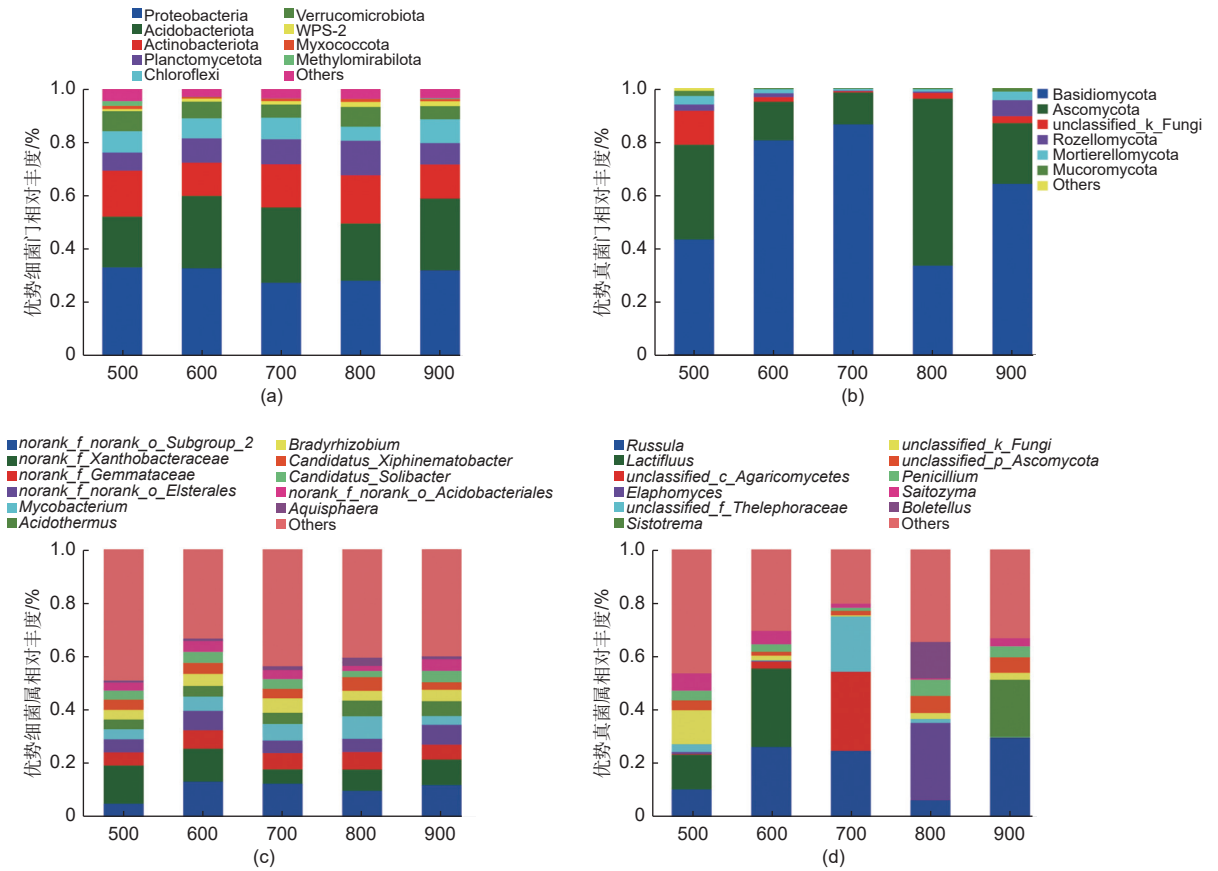 Proteobacteria
Acidobacteriota
Actinobacteriota
Planctomycetota
Chloroflexi
Verrucomicrobiota
WPS-2
Myxococcota
Methylomirabilota
Others
优势细菌门相对丰度/%
1.0
0.8
0.6
0.4
0.2
0
500 600 700 800 900
(a)
优势真菌门相对丰度/%
1.0
0.8
0.6
0.4
0.2
0
500 600 700 800 900
(b)
Basidiomycota
Ascomycota
unclassified_k_Fungi
Rozellomycota
Mortierellomycota
Mucoromycota
Others
norank_f_norank_o_Subgroup_2
norank_f_Xanthobacteraceae
norank_f_Gemmataceae
norank_f_norank_o_Elsterales
Mycobacterium
Acidothermus
Bradyrhizobium
Candidatus_Xiphinematobacter
Candidatus_Solibacter
norank_f_norank_o_Acidobacteriales
Aquisphaera
Others
优势细菌属相对丰度/%
1.0
0.8
0.6
0.4
0.2
0
500 600 700 800 900
(c)
Russula
Lactifluus
unclassified_c_Agaricomycetes
Elaphomyces
unclassified_f_Thelephoraceae
Sistotrema
unclassified_k_Fungi
unclassified_p_Ascomycota
Penicillium
Saitozyma
Boletellus
Others
优势真菌属相对丰度/%
1.0
0.8
0.6
0.4
0.2
0
500 600 700 800 900
(d)